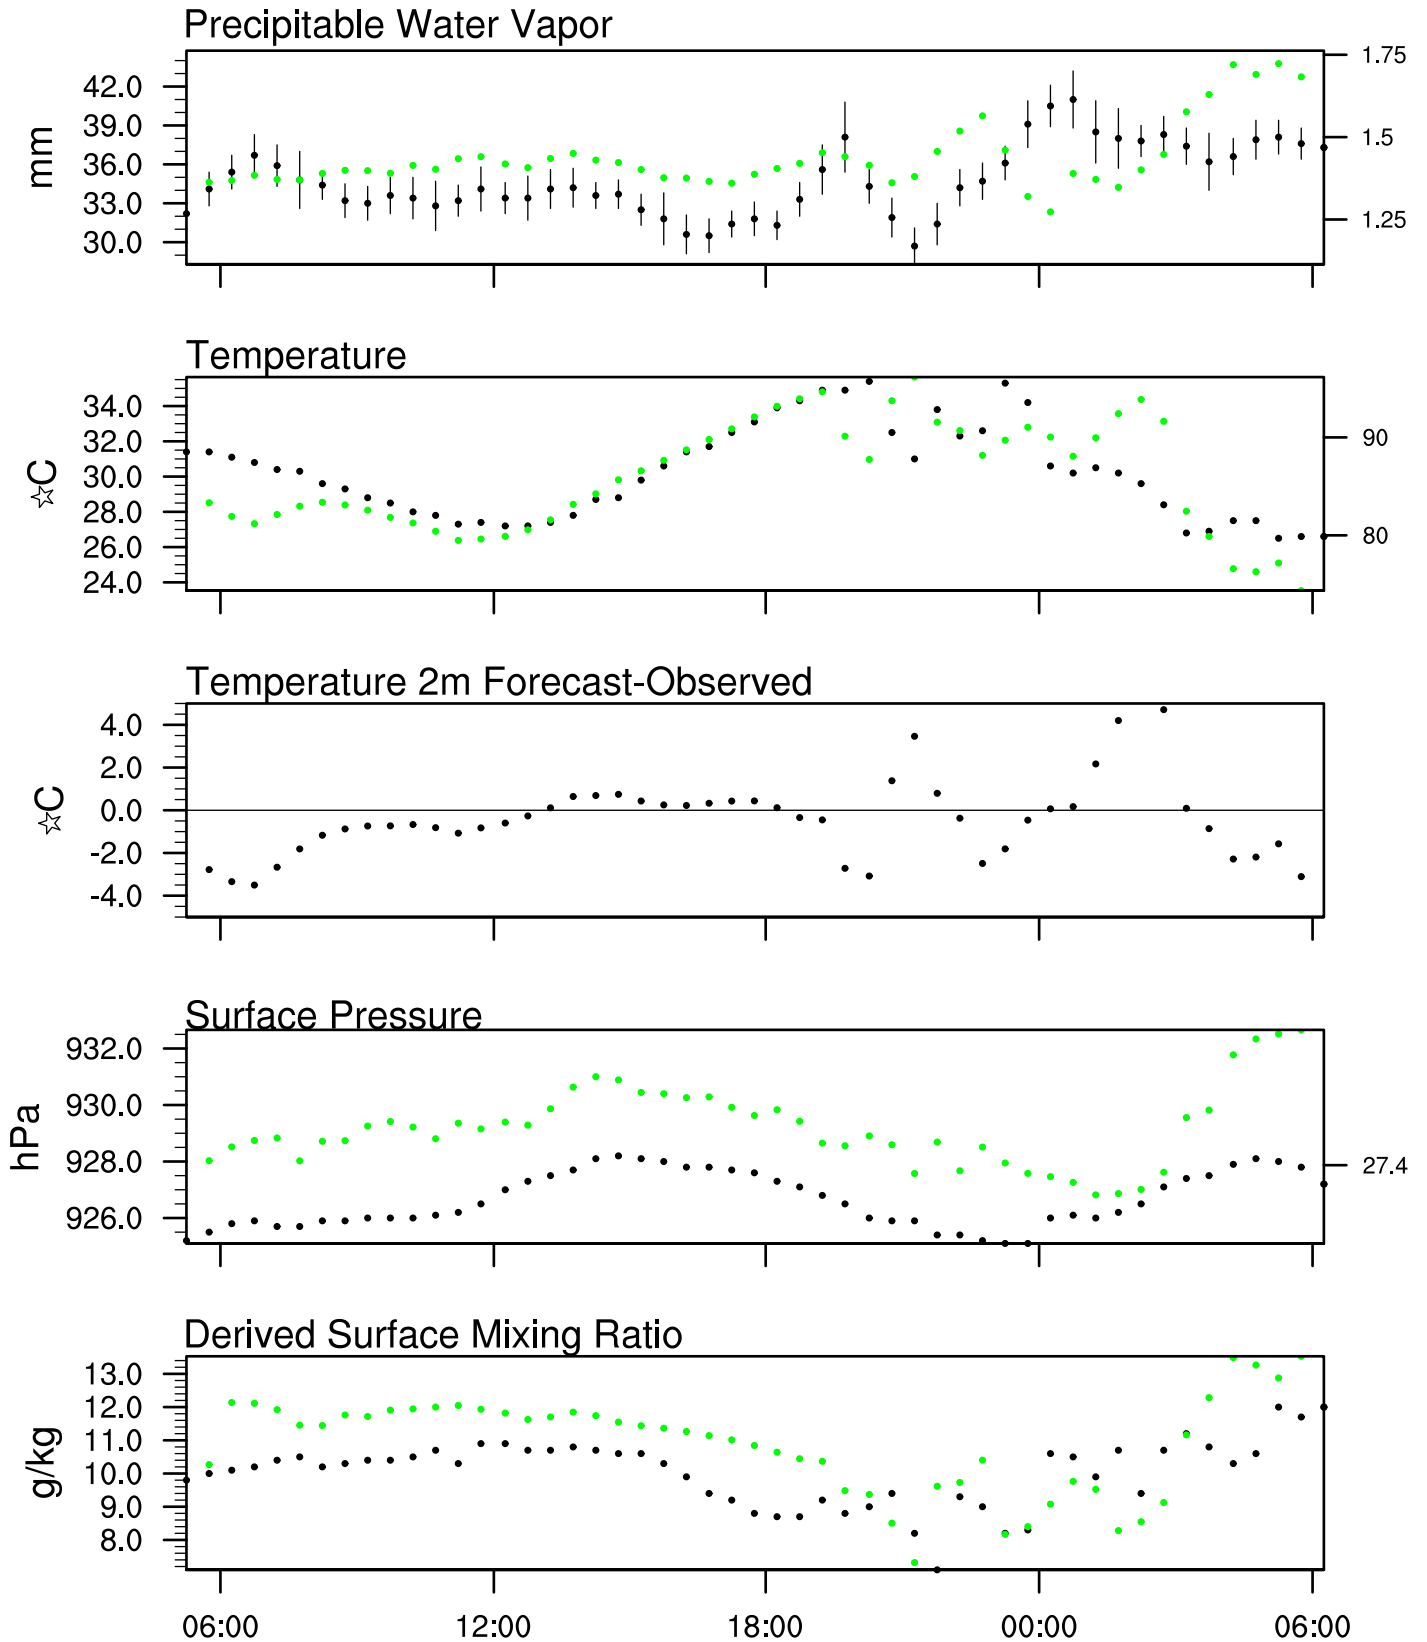 Precipitable Water Vapor
42.0
39.0
36.0
33.0
30.0
mm
1.75
1.5
1.25
Temperature
34.0
32.0
30.0
28.0
26.0
24.0
☆C
90
80
Temperature 2m Forecast-Observed
4.0
2.0
0.0
-2.0
-4.0
☆C
Surface Pressure
932.0
930.0
928.0
926.0
hPa
27.4
Derived Surface Mixing Ratio
13.0
12.0
11.0
10.0
9.0
8.0
g/kg
06:00 12:00 18:00 00:00 06:00